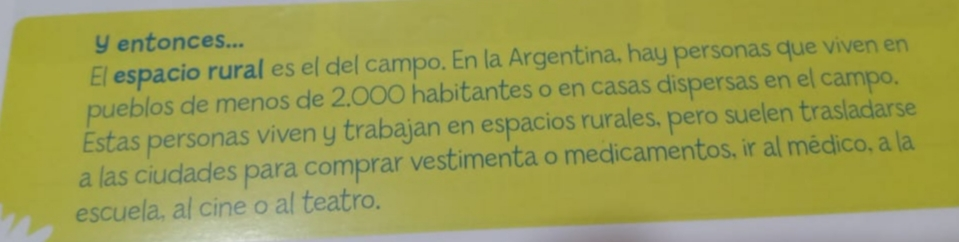 Y entonces...
El espacio rural es el del campo. En la Argentina, hay personas que viven en
pueblos de menos de 2.000 habitantes o en casas dispersas en el campo.
Estas personas viven y trabajan en espacios rurales, pero suelen trasladarse
a las ciudades para comprar vestimenta o medicamentos, ir al médico, a la
escuela, al cine o al teatro.